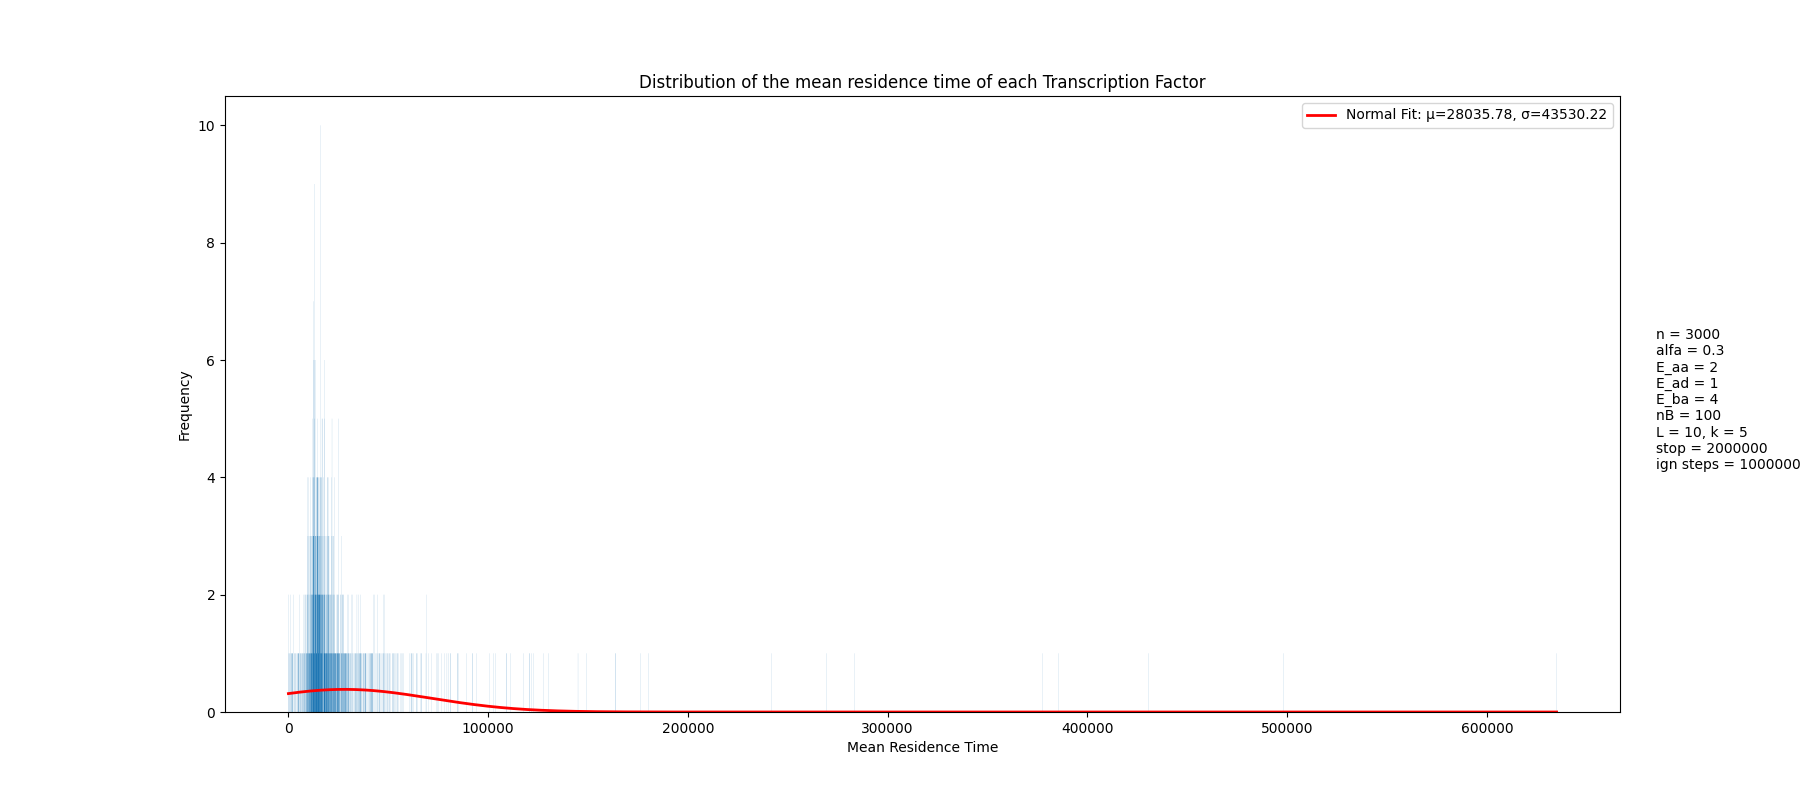 Distribution of the mean residence time of each Transcription Factor
Normal Fit: μ=28035.78, σ=43530.22
10
8
6
4
2
0
Frequency
0
100000
200000
300000
400000
500000
600000
Mean Residence Time
n = 3000
alfa = 0.3
E_aa = 2
E_ad = 1
E_ba = 4
nB = 100
L = 10, k = 5
stop = 2000000
ign steps = 1000000